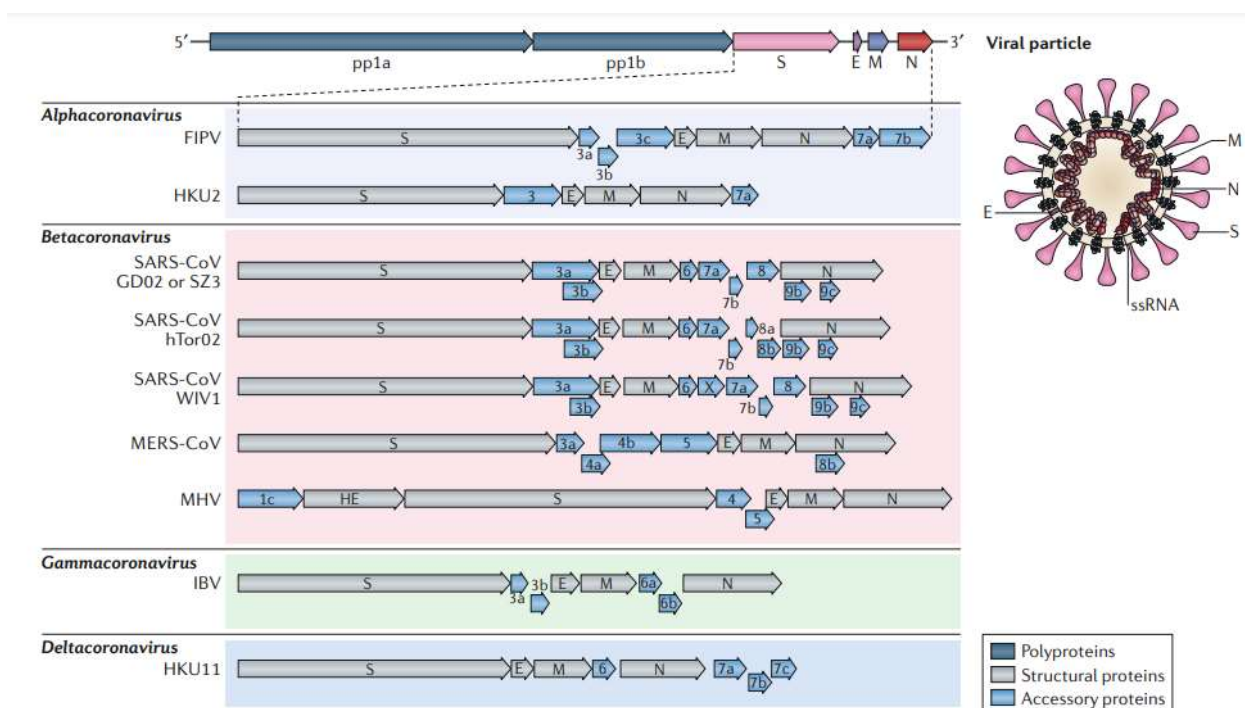 5′ 3′ Viral particle
pp1a pp1b S E M N
Alphacoronavirus
FIPV S 3a 3b 3c E M N 7a 7b
HKU2 S 3 E M N 7a
Betacoronavirus
SARS-CoV
GD02 or SZ3 S 3a 3b E M 6 7a 7b 8 N 9b 9c
SARS-CoV
hTor02 S 3a 3b E M 6 7a 7b 8a 8b N 9b 9c
SARS-CoV
WIV1 S 3a 3b E M 6 X 7a 7b 8 N 9b 9c
MERS-CoV S 3a 4a 4b 5 E M N 8b
MHV 1c HE S 4 5 E M N
Gammacoronavirus
IBV S 3a 3b E M 6a 6b N
Deltacoronavirus
HKU11 S E M 6 N 7a 7b 7c
M
N
E
S
ssRNA
Polyproteins
Structural proteins
Accessory proteins